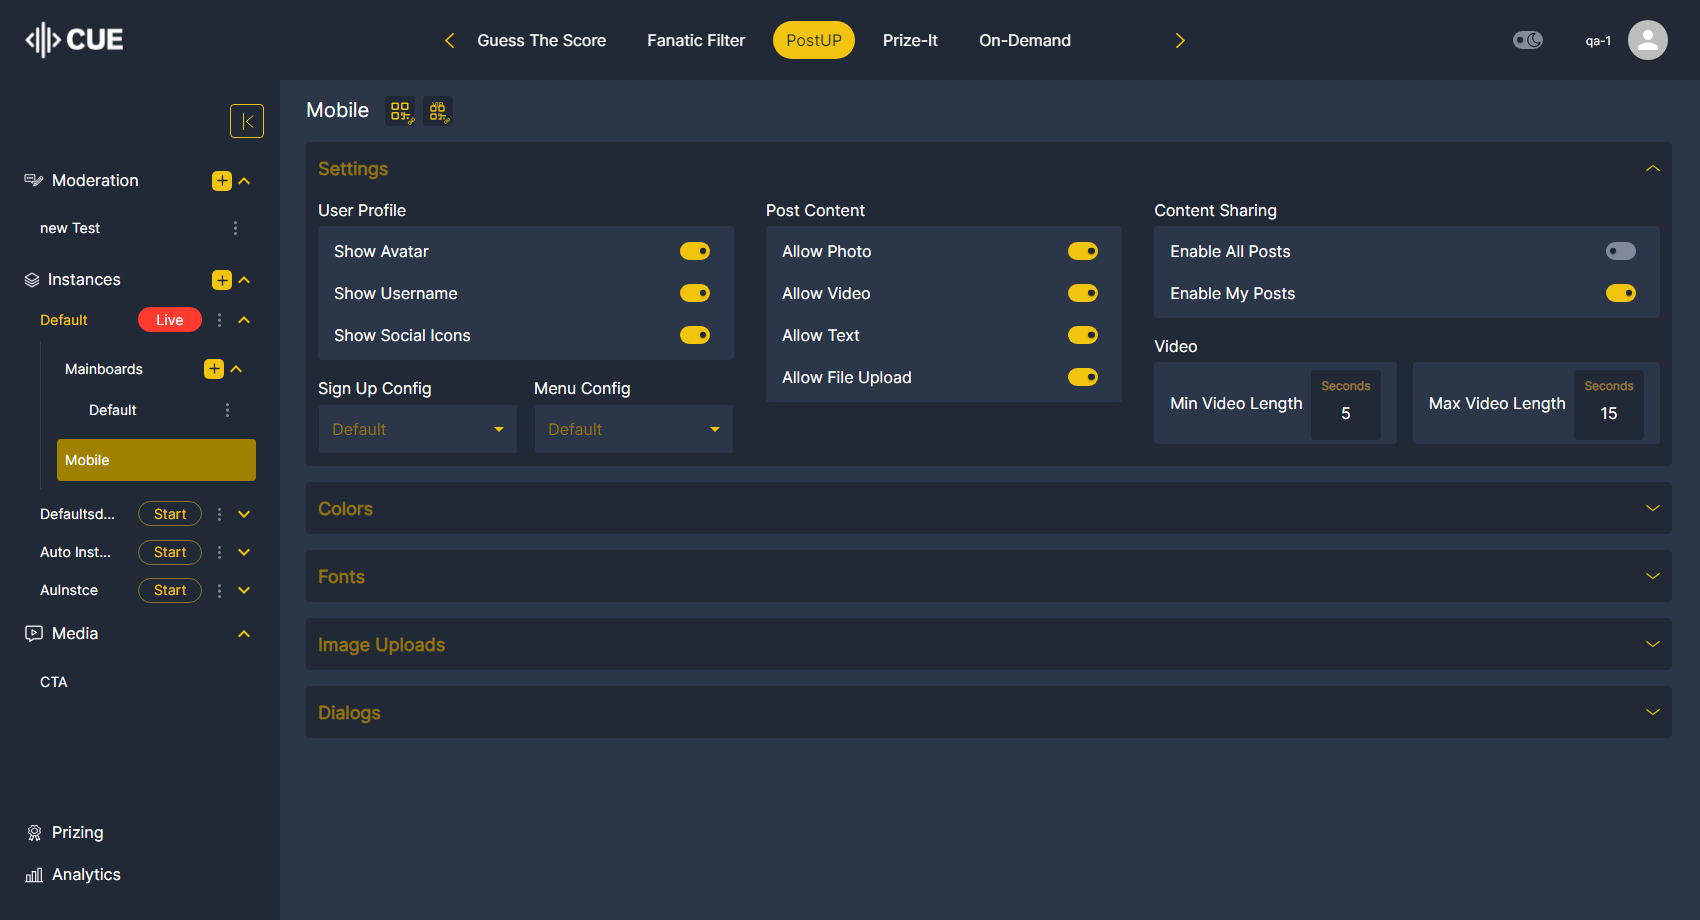 CUE
Guess The Score
Fanatic Filter
PostUP
Prize-It
On-Demand
qa-1
Moderation
new Test
Instances
Default
Live
Mainboards
Default
Mobile
Defaultsd...
Start
Auto Inst...
Start
AuInstce
Start
Media
CTA
Prizing
Analytics
Mobile
Settings
User Profile
Show Avatar
Show Username
Show Social Icons
Sign Up Config
Default
Menu Config
Default
Post Content
Allow Photo
Allow Video
Allow Text
Allow File Upload
Content Sharing
Enable All Posts
Enable My Posts
Video
Min Video Length
Seconds
5
Max Video Length
Seconds
15
Colors
Fonts
Image Uploads
Dialogs